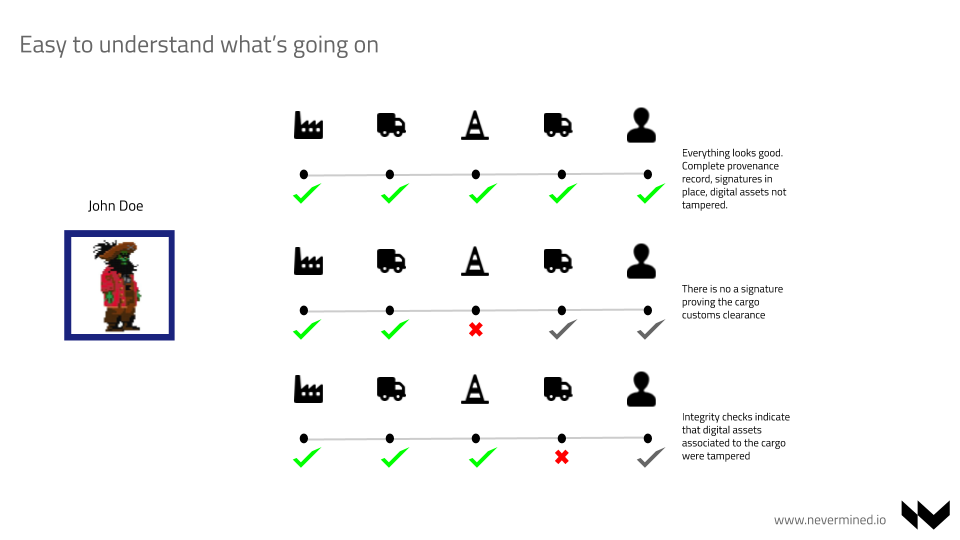 Easy to understand what's going on
Everything looks good.
Complete provenance
record, signatures in
place, digital assets not
tampered.
John Doe
There is no a signature
proving the cargo
customs clearance
Integrity checks indicate
that digital assets
associated to the cargo
were tampered
www.nevermined.io